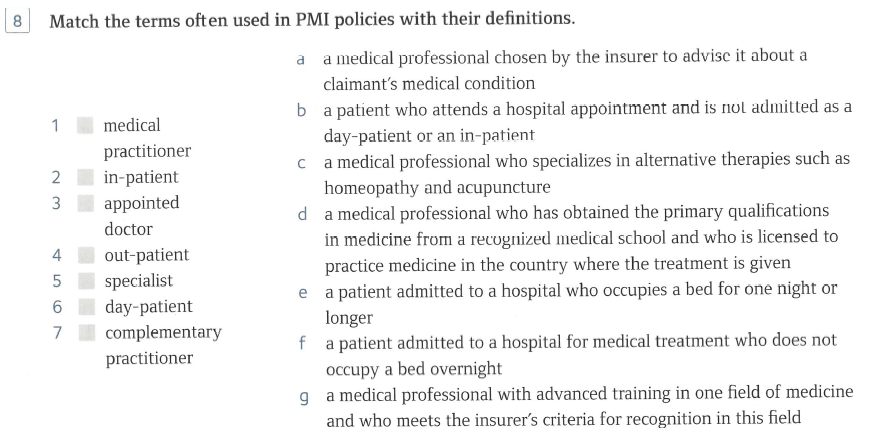 8 Match the terms often used in PMI policies with their definitions.
1 medical
practitioner
2 in-patient
3 appointed
doctor
4 out-patient
5 specialist
6 day-patient
7 complementary
practitioner
a a medical professional chosen by the insurer to advise it about a
claimant's medical condition
b a patient who attends a hospital appointment and is not admitted as a
day-patient or an in-patient
c a medical professional who specializes in alternative therapies such as
homeopathy and acupuncture
d a medical professional who has obtained the primary qualifications
in medicine from a recognized medical school and who is licensed to
practice medicine in the country where the treatment is given
e a patient admitted to a hospital who occupies a bed for one night or
longer
f a patient admitted to a hospital for medical treatment who does not
occupy a bed overnight
g a medical professional with advanced training in one field of medicine
and who meets the insurer's criteria for recognition in this field